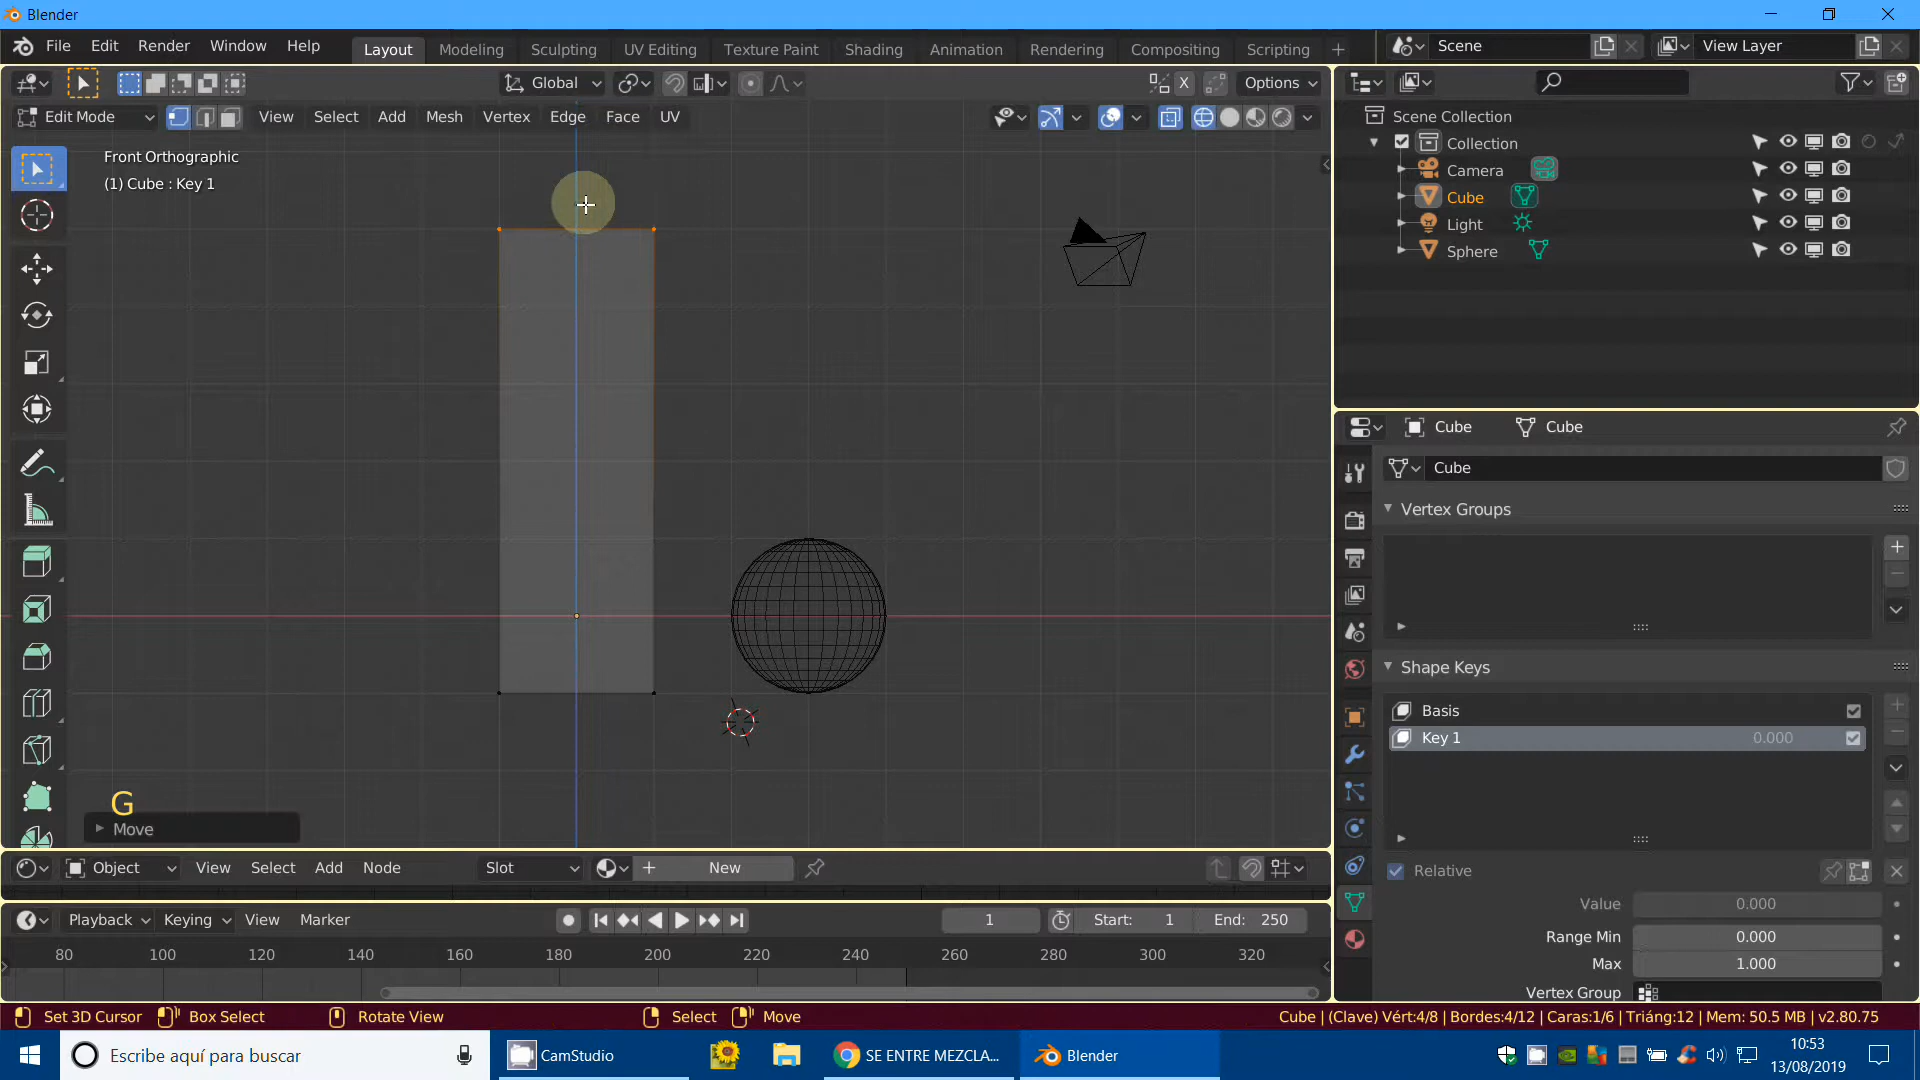 Blender
File Edit Render Window Help Layout Modeling Sculpting UV Editing Texture Paint Shading Animation Rendering Compositing Scripting + Scene View Layer
Global X Options
Edit Mode View Select Add Mesh Vertex Edge Face UV
Front Orthographic
(1) Cube : Key 1
G
Move
Scene Collection
Collection
Camera
Cube
Light
Sphere
Cube Cube
Cube
Vertex Groups
Shape Keys
Basis
Key 1 0.000
Relative
Value 0.000
Range Min 0.000
Max 1.000
Vertex Group
Object View Select Add Node Slot New
Playback Keying View Marker 1 Start: 1 End: 250
80 100 120 140 160 180 200 220 240 260 280 300 320
Set 3D Cursor Box Select Rotate View Select Move Cube | (Clave) Vért:4/8 | Bordes:4/12 | Caras:1/6 | Triáng:12 | Mem: 50.5 MB | v2.80.75
Escribe aquí para buscar CamStudio SE ENTRE MEZCLA... Blender 10:53
13/08/2019